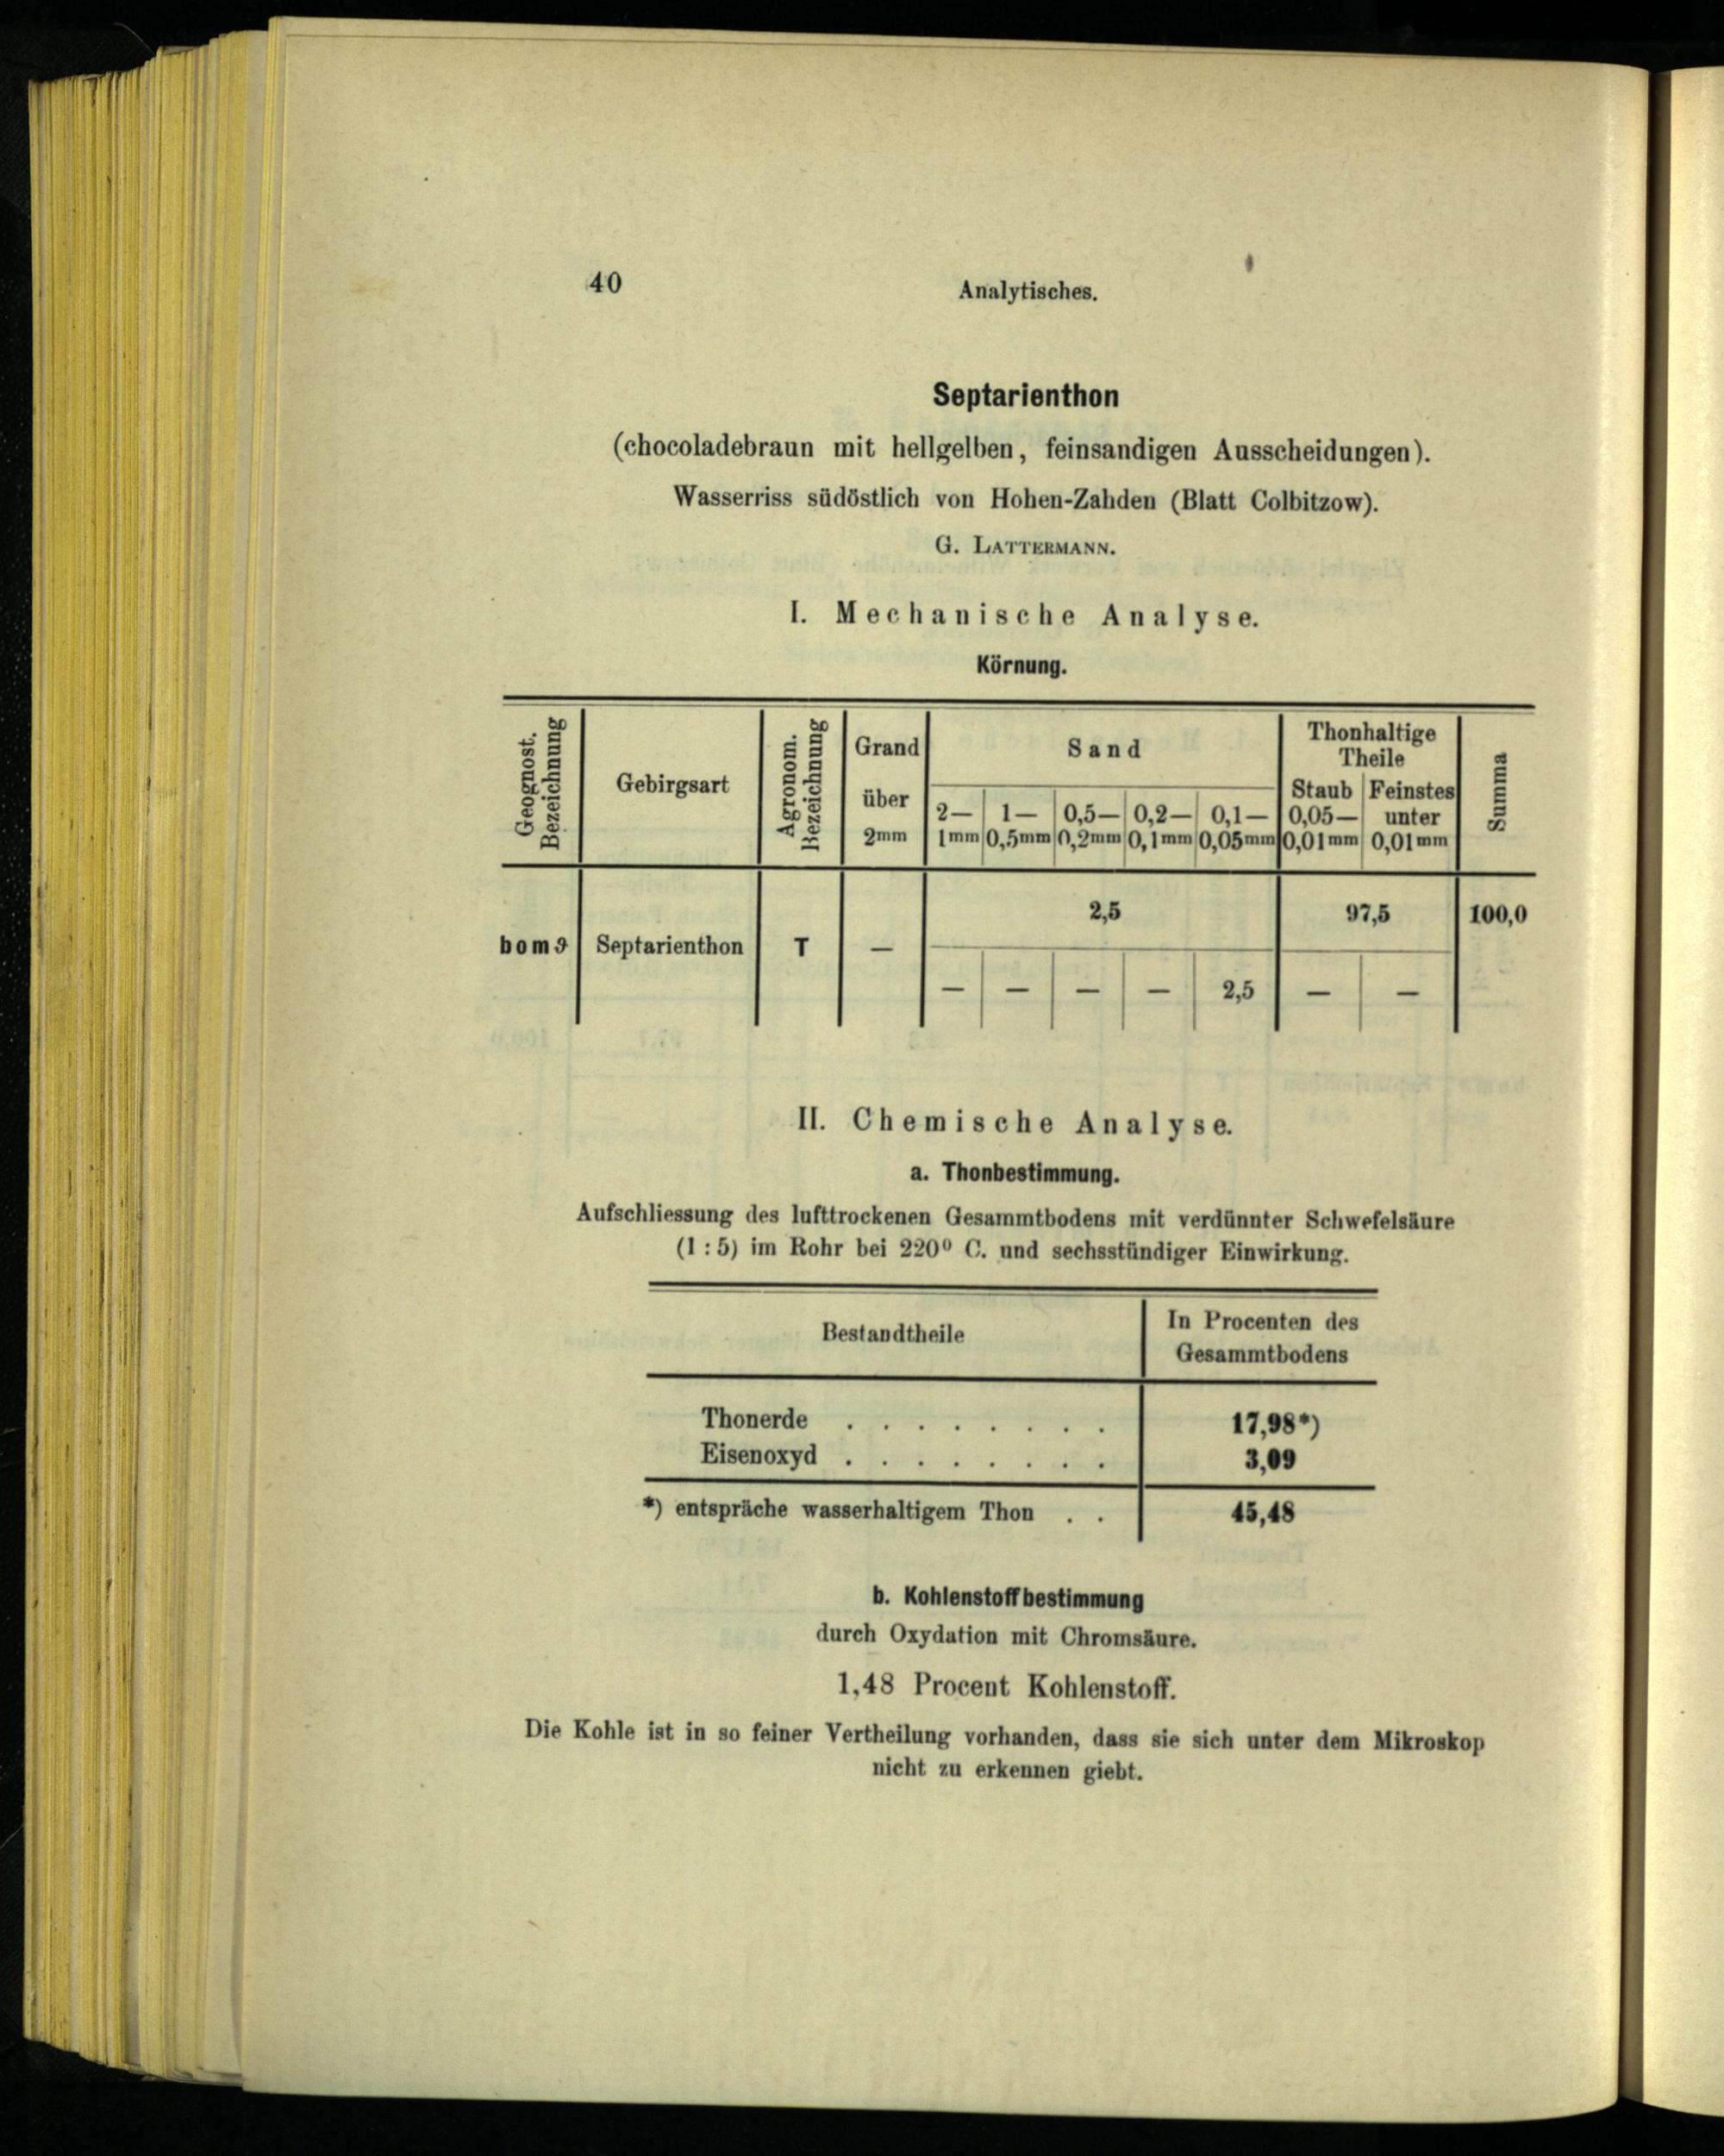 40
Analytisches.
Septarienthon
(chocoladebraun mit hellgelben, feinsandigen Ausscheidungen).
Wasserriss südöstlich von Hohen-Zahden (Blatt Colbitzow).
G. LATTERMANN.
I. Mechanische Analyse.
Körnung.
Geognost. Bezeichnung | Gebirgsart | Agronom. Bezeichnung | Grand über 2mm | Sand | Thonhaltige Theile | Summa
2—1mm | 1—0,5mm | 0,5—0,2mm | 0,2—0,1mm | 0,1—0,05mm | Staub 0,05—0,01mm | Feinstes unter 0,01mm
bomϑ | Septarienthon | T | — | 2,5 | 97,5 | 100,0
— | — | — | — | 2,5 | — | —
II. Chemische Analyse.
a. Thonbestimmung.
Aufschliessung des lufttrockenen Gesammtbodens mit verdünnter Schwefelsäure
(1 : 5) im Rohr bei 220⁰ C. und sechsstündiger Einwirkung.
Bestandtheile | In Procenten des Gesammtbodens
Thonerde . . . . . . . . 17,98*)
Eisenoxyd . . . . . . . . 3,09
*) entspräche wasserhaltigem Thon . . 45,48
b. Kohlenstoffbestimmung
durch Oxydation mit Chromsäure.
1,48 Procent Kohlenstoff.
Die Kohle ist in so feiner Vertheilung vorhanden, dass sie sich unter dem Mikroskop
nicht zu erkennen giebt.